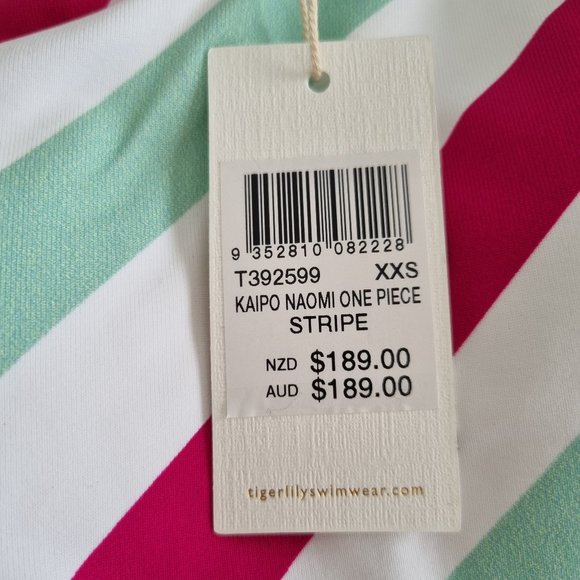 9 352810 082228
T392599 XXS
KAIPO NAOMI ONE PIECE
STRIPE
NZD $189.00
AUD $189.00
tigerlilyswimwear.com